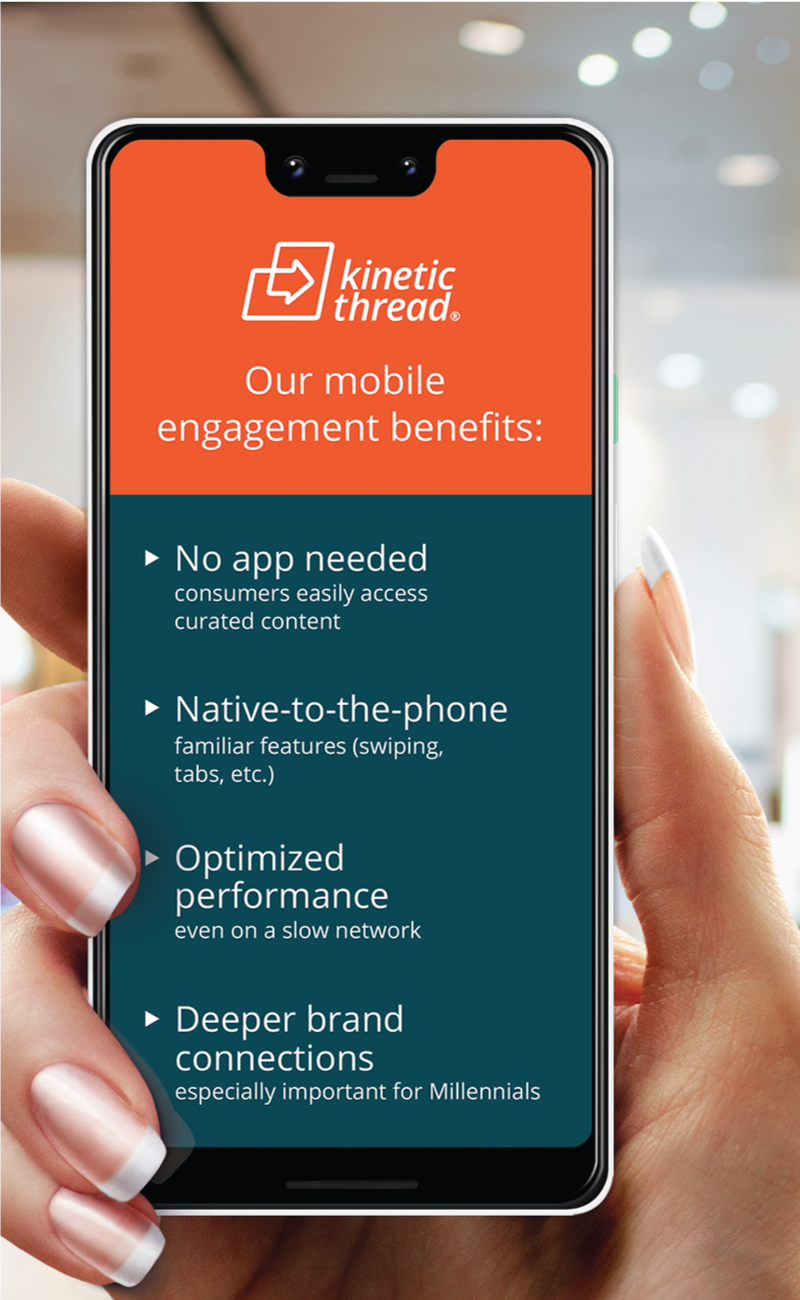 kinetic
thread®
Our mobile
engagement benefits:
No app needed
consumers easily access
curated content
Native-to-the-phone
familiar features (swiping,
tabs, etc.)
Optimized
performance
even on a slow network
Deeper brand
connections
especially important for Millennials